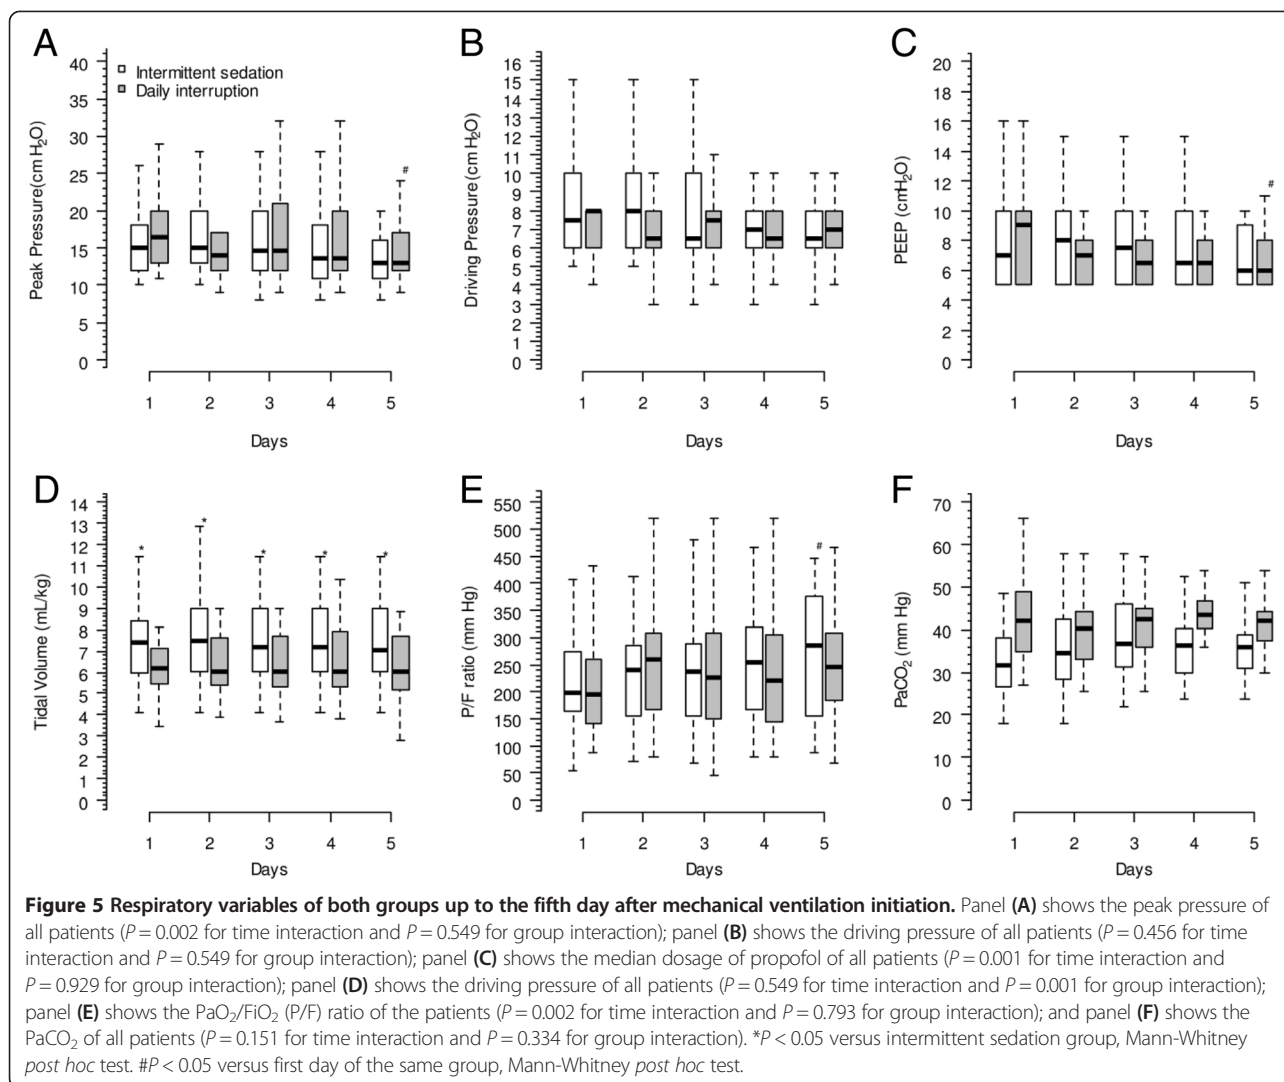 A
B
C
40
35
30
25
20
15
10
5
0
Peak Pressure(cm H₂O)
Intermittent sedation
Daily interruption
#
1 2 3 4 5
Days
16
15
14
13
12
11
10
9
8
7
6
5
4
3
2
1
0
Driving Pressure(cm H₂O)
1 2 3 4 5
Days
20
18
16
14
12
10
8
6
4
2
0
PEEP (cmH₂O)
#
1 2 3 4 5
Days
D
E
F
14
13
12
11
10
9
8
7
6
5
4
3
2
1
0
Tidal Volume (mL/kg)
* * * * *
1 2 3 4 5
Days
550
500
450
400
350
300
250
200
150
100
50
0
P/F ratio (mm Hg)
#
1 2 3 4 5
Days
70
60
50
40
30
20
10
0
PaCO₂ (mm Hg)
1 2 3 4 5
Days
Figure 5 Respiratory variables of both groups up to the fifth day after mechanical ventilation initiation. Panel (A) shows the peak pressure of
all patients (P = 0.002 for time interaction and P = 0.549 for group interaction); panel (B) shows the driving pressure of all patients (P = 0.456 for time
interaction and P = 0.549 for group interaction); panel (C) shows the median dosage of propofol of all patients (P = 0.001 for time interaction and
P = 0.929 for group interaction); panel (D) shows the driving pressure of all patients (P = 0.549 for time interaction and P = 0.001 for group interaction);
panel (E) shows the PaO₂/FiO₂ (P/F) ratio of the patients (P = 0.002 for time interaction and P = 0.793 for group interaction); and panel (F) shows the
PaCO₂ of all patients (P = 0.151 for time interaction and P = 0.334 for group interaction). *P < 0.05 versus intermittent sedation group, Mann-Whitney
post hoc test. #P < 0.05 versus first day of the same group, Mann-Whitney post hoc test.